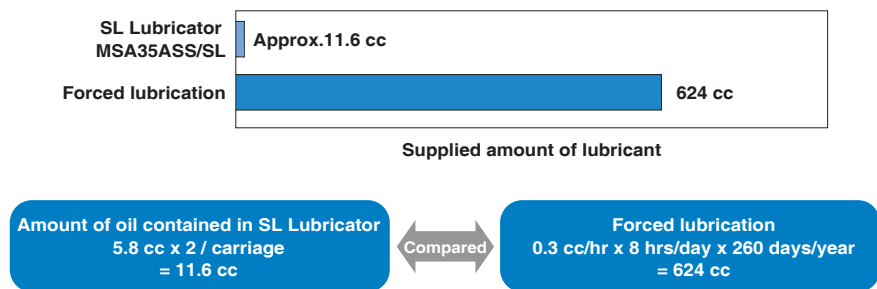 SL Lubricator
MSA35ASS/SL
Approx.11.6 cc
Forced lubrication
624 cc
Supplied amount of lubricant
Amount of oil contained in SL Lubricator
5.8 cc x 2 / carriage
= 11.6 cc
Compared
Forced lubrication
0.3 cc/hr x 8 hrs/day x 260 days/year
= 624 cc